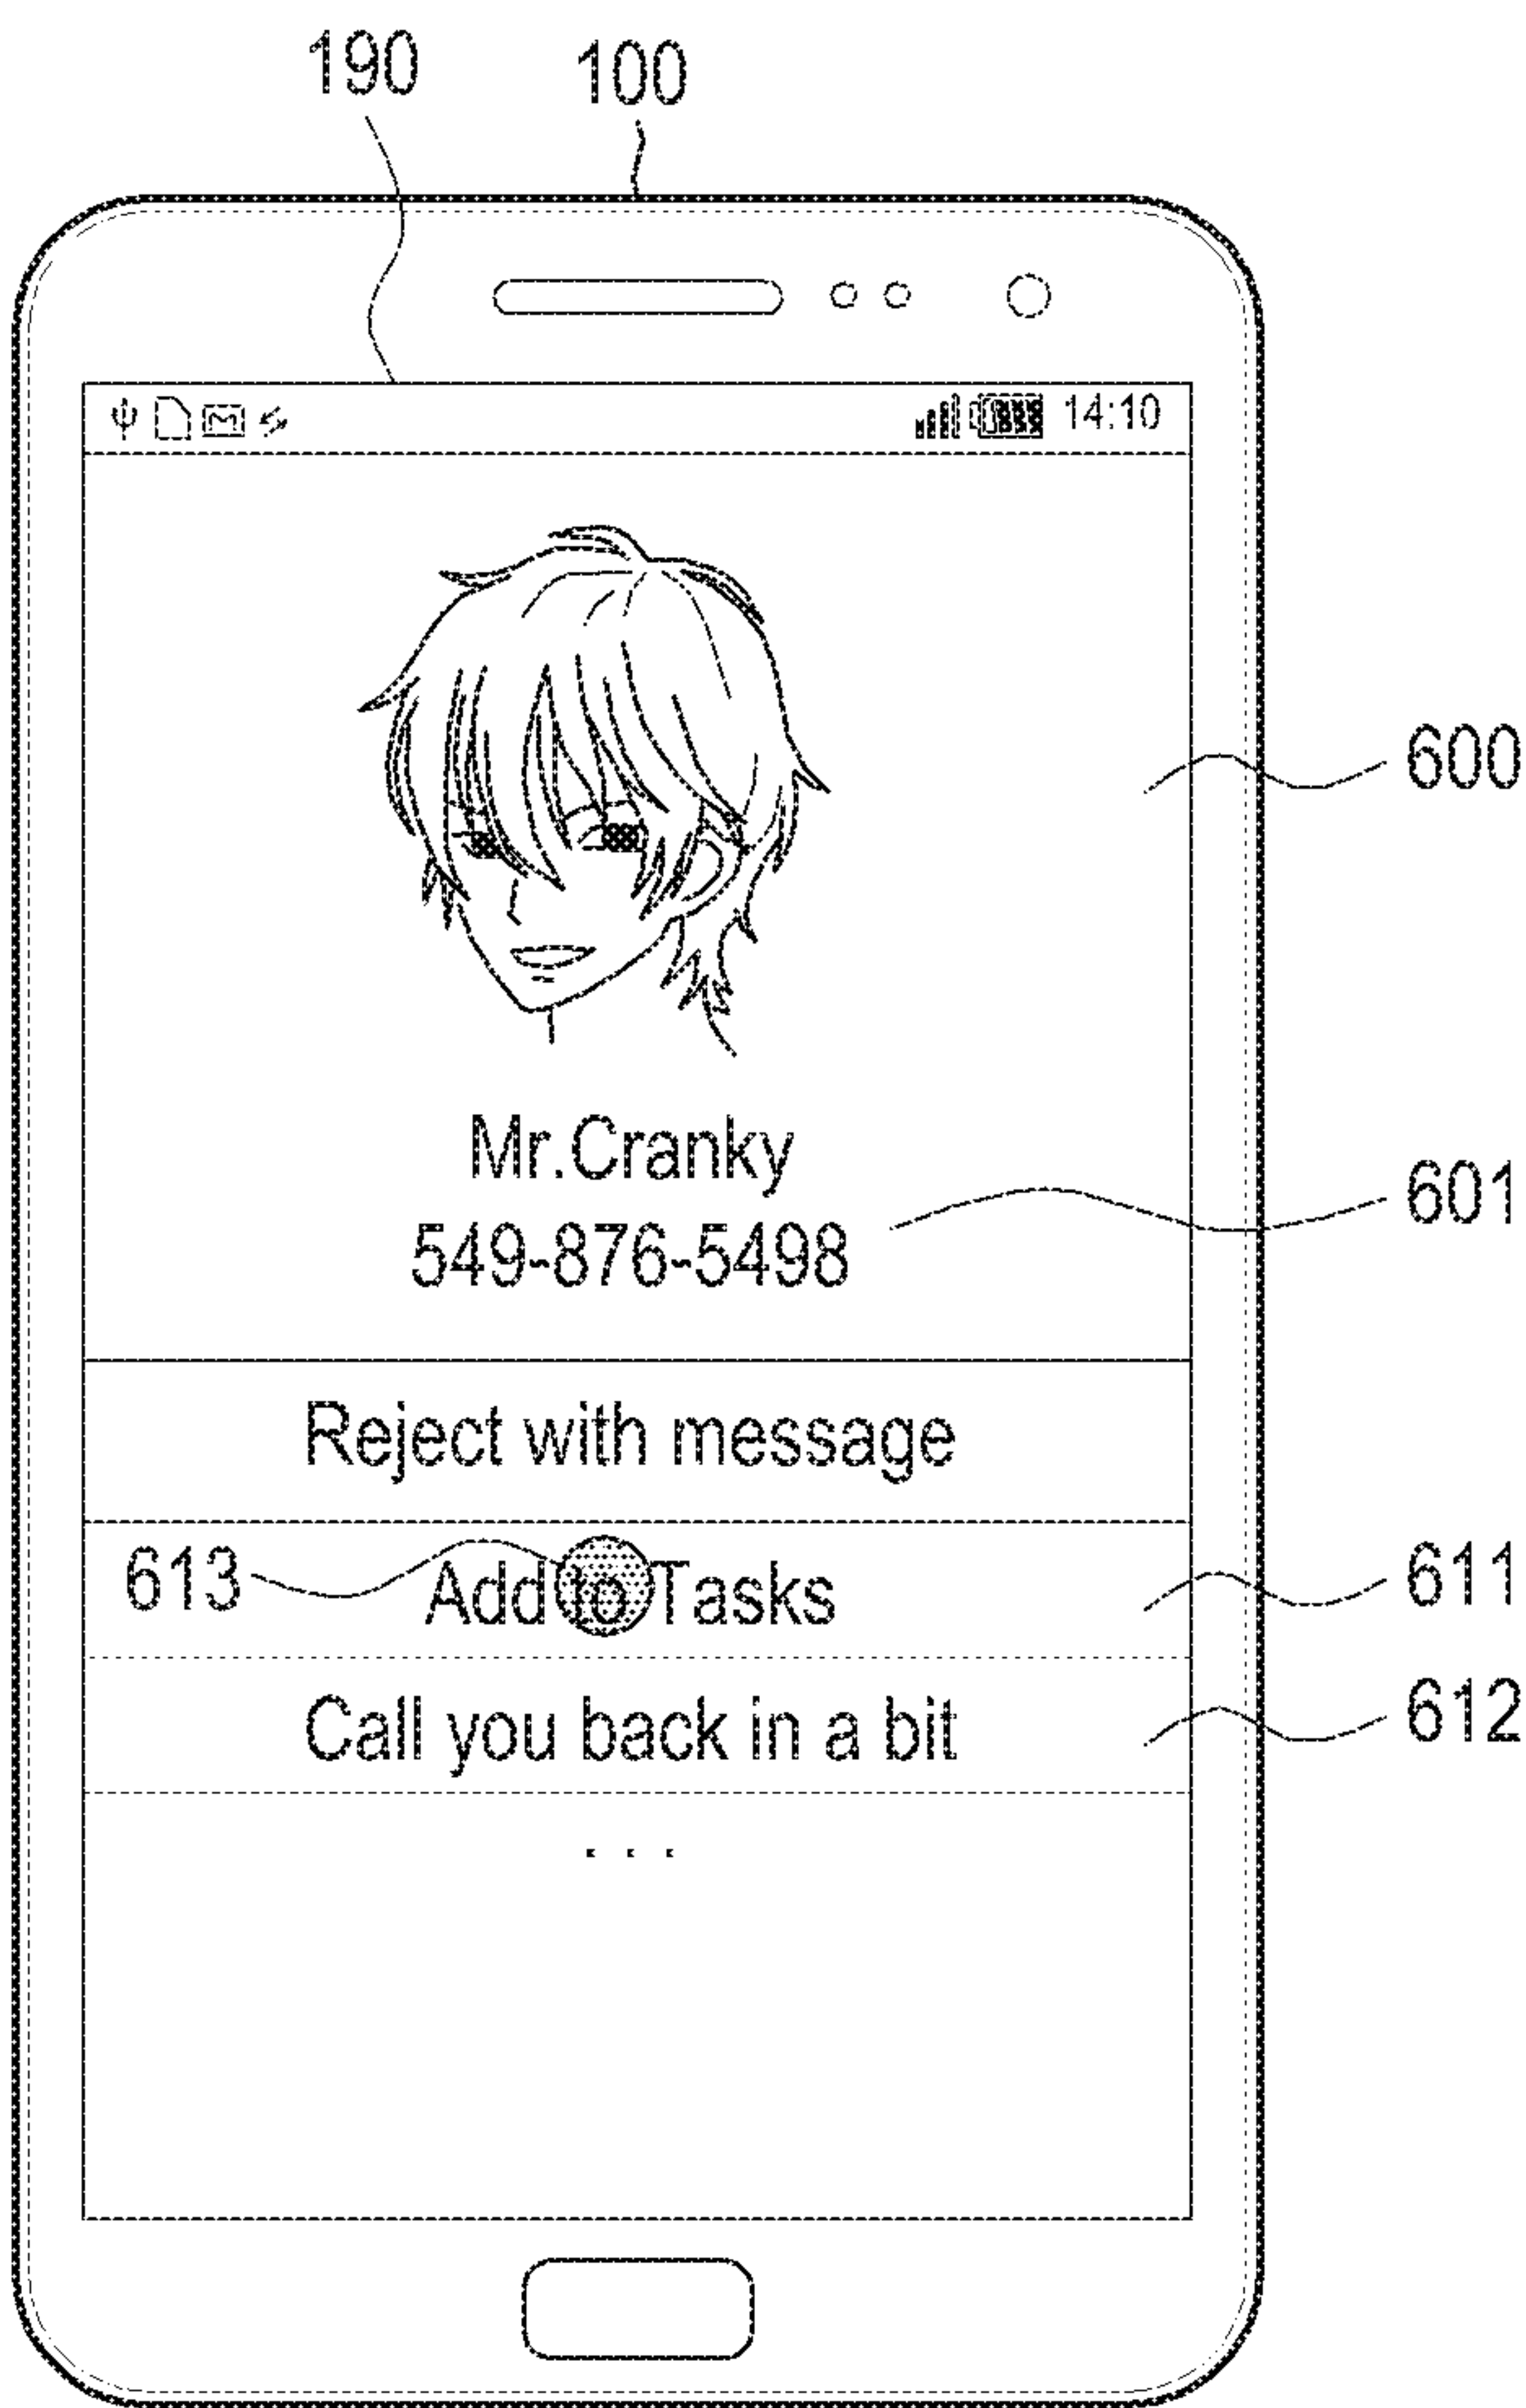 190 100
14:10
600
Mr.Cranky
601
549-876-5498
Reject with message
613 Add to Tasks 611
Call you back in a bit 612
...